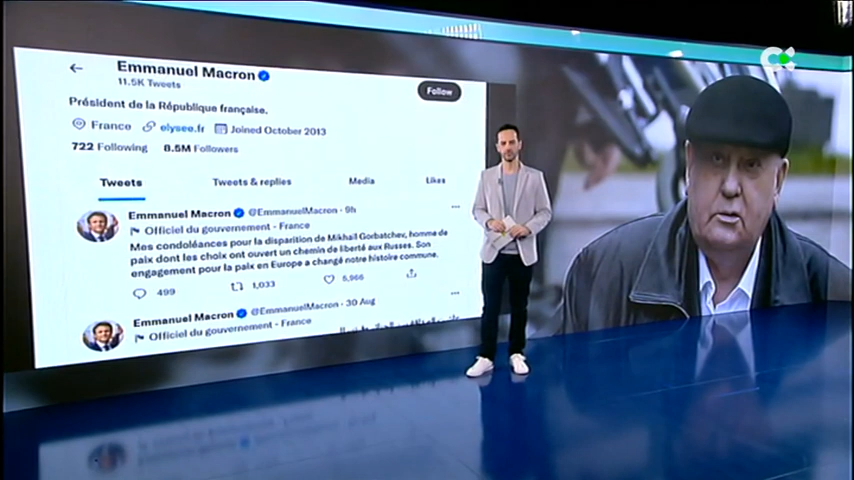 Emmanuel Macron
11.5K Tweets
Follow
Président de la République française.
France elysee.fr Joined October 2013
722 Following 8.5M Followers
Tweets Tweets & replies Media Likes
Emmanuel Macron @EmmanuelMacron · 9h
Officiel du gouvernement - France
Mes condoléances pour la disparition de Mikhaïl Gorbatchev, homme de
paix dont les choix ont ouvert un chemin de liberté aux Russes. Son
engagement pour la paix en Europe a changé notre histoire commune.
499 1,033 5,966
Emmanuel Macron @EmmanuelMacron · 30 Aug
Officiel du gouvernement - France